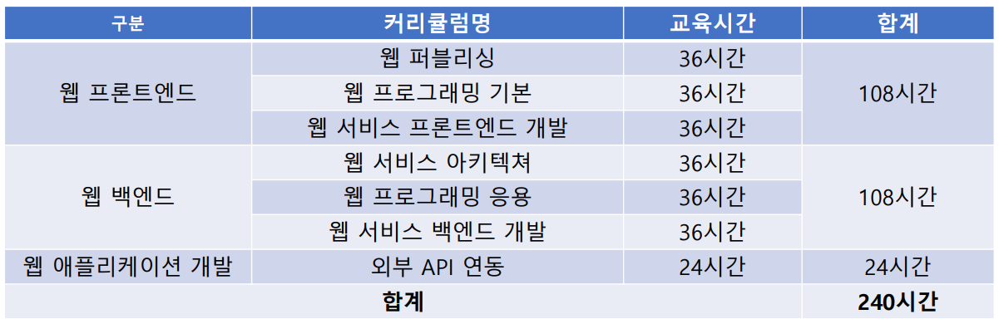 구분 커리큘럼명 교육시간 합계
웹 프론트엔드 웹 퍼블리싱 36시간 108시간
웹 프로그래밍 기본 36시간
웹 서비스 프론트엔드 개발 36시간
웹 백엔드 웹 서비스 아키텍쳐 36시간 108시간
웹 프로그래밍 응용 36시간
웹 서비스 백엔드 개발 36시간
웹 애플리케이션 개발 외부 API 연동 24시간 24시간
합계 240시간